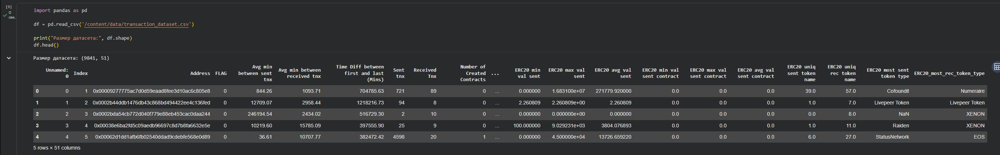 [5]
0
сек.
import pandas as pd
df = pd.read_csv('/content/data/transaction_dataset.csv')
print("Размер датасета:", df.shape)
df.head()
Размер датасета: (9841, 51)
Unnamed: 0 Index Address FLAG Avg min between sent tnx Avg min between received tnx Time Diff between first and last (Mins) Sent tnx Received Tnx Number of Created Contracts ... ERC20 min val sent ERC20 max val sent ERC20 avg val sent ERC20 min val sent contract ERC20 max val sent contract ERC20 avg val sent contract ERC20 uniq sent token name ERC20 uniq rec token name ERC20 most sent token type ERC20_most_rec_token_type
0 0 1 0x00009277775ac7d0d59eaad8fee3d10ac6c805e8 0 844.26 1093.71 704785.63 721 89 0 ... 0.000000 1.683100e+07 271779.920000 0.0 0.0 0.0 39.0 57.0 Cofoundit Numeraire
1 1 2 0x0002b44ddb1476db43c868bd494422ee4c136fed 0 12709.07 2958.44 1218216.73 94 8 0 ... 2.260809 2.260809e+00 2.260809 0.0 0.0 0.0 1.0 7.0 Livepeer Token Livepeer Token
2 2 3 0x0002bda54cb772d040f779e88eb453cac0daa244 0 246194.54 2434.02 516729.30 2 10 0 ... 0.000000 0.000000e+00 0.000000 0.0 0.0 0.0 0.0 8.0 NaN XENON
3 3 4 0x00038e6ba2fd5c09aedb96697c8d7b8fa6632e5e 0 10219.60 15785.09 397555.90 25 9 0 ... 100.000000 9.029231e+03 3804.076893 0.0 0.0 0.0 1.0 11.0 Raiden XENON
4 4 5 0x00062d1dd1afb6fb02540ddad9cdebfe568e0d89 0 36.61 10707.77 382472.42 4598 20 1 ... 0.000000 4.500000e+04 13726.659220 0.0 0.0 0.0 6.0 27.0 StatusNetwork EOS
5 rows × 51 columns